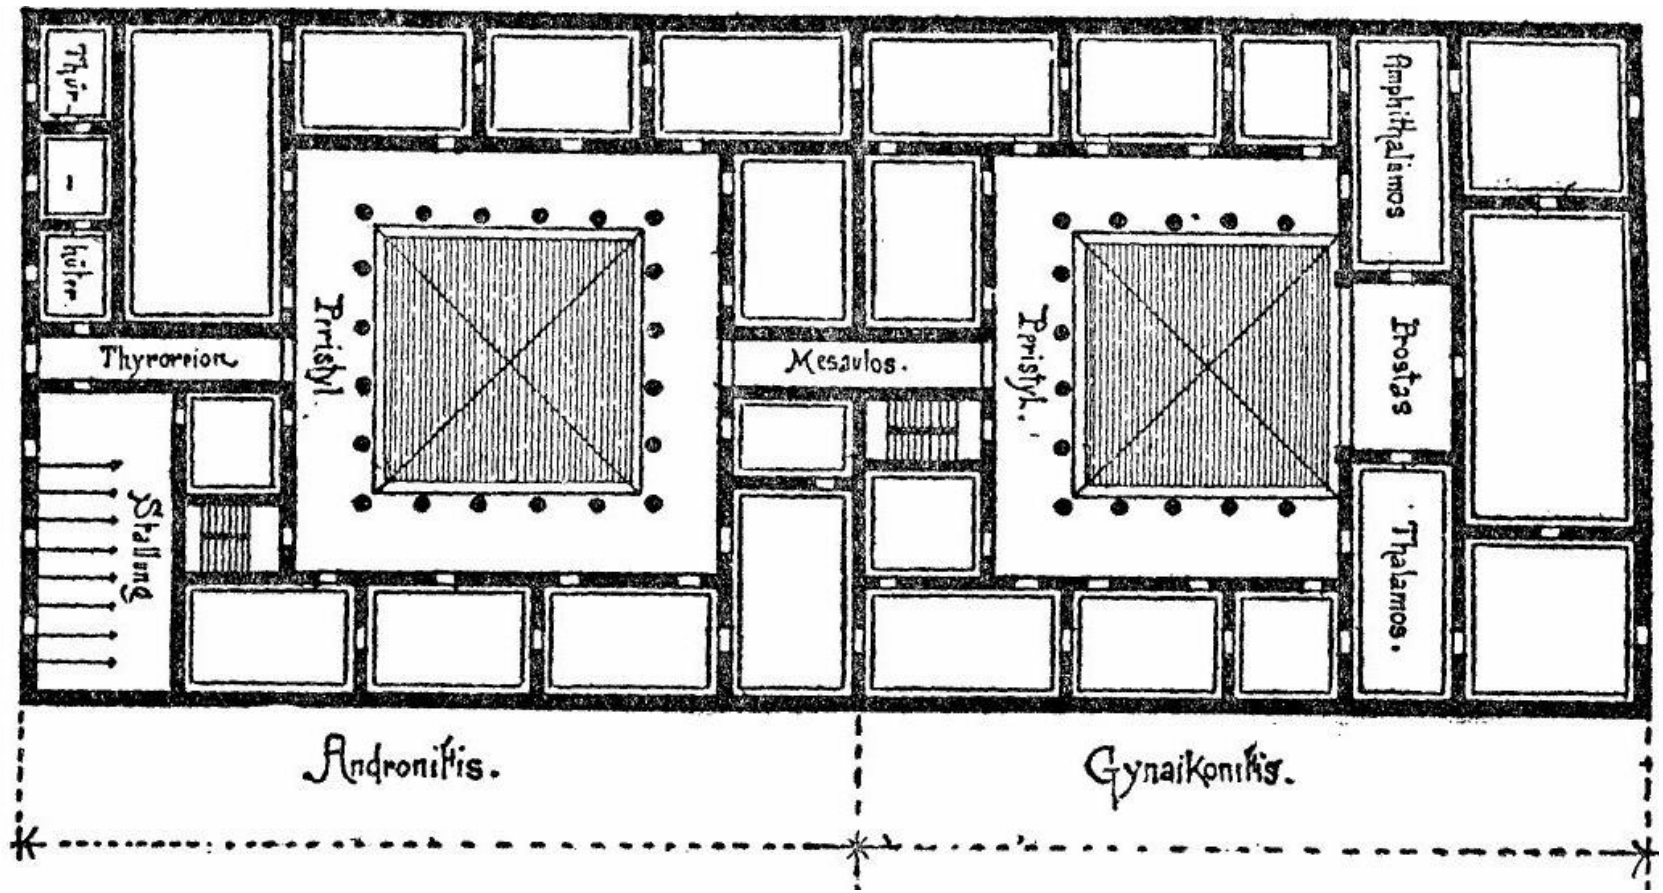 Thür-
-
hüter.
Thyroreion
Stallung
Peristyl.
Mesaulos.
Peristyl.
Amphithalamos
Prostas
Thalamos.
Andronitis.
Gynaikonitis.